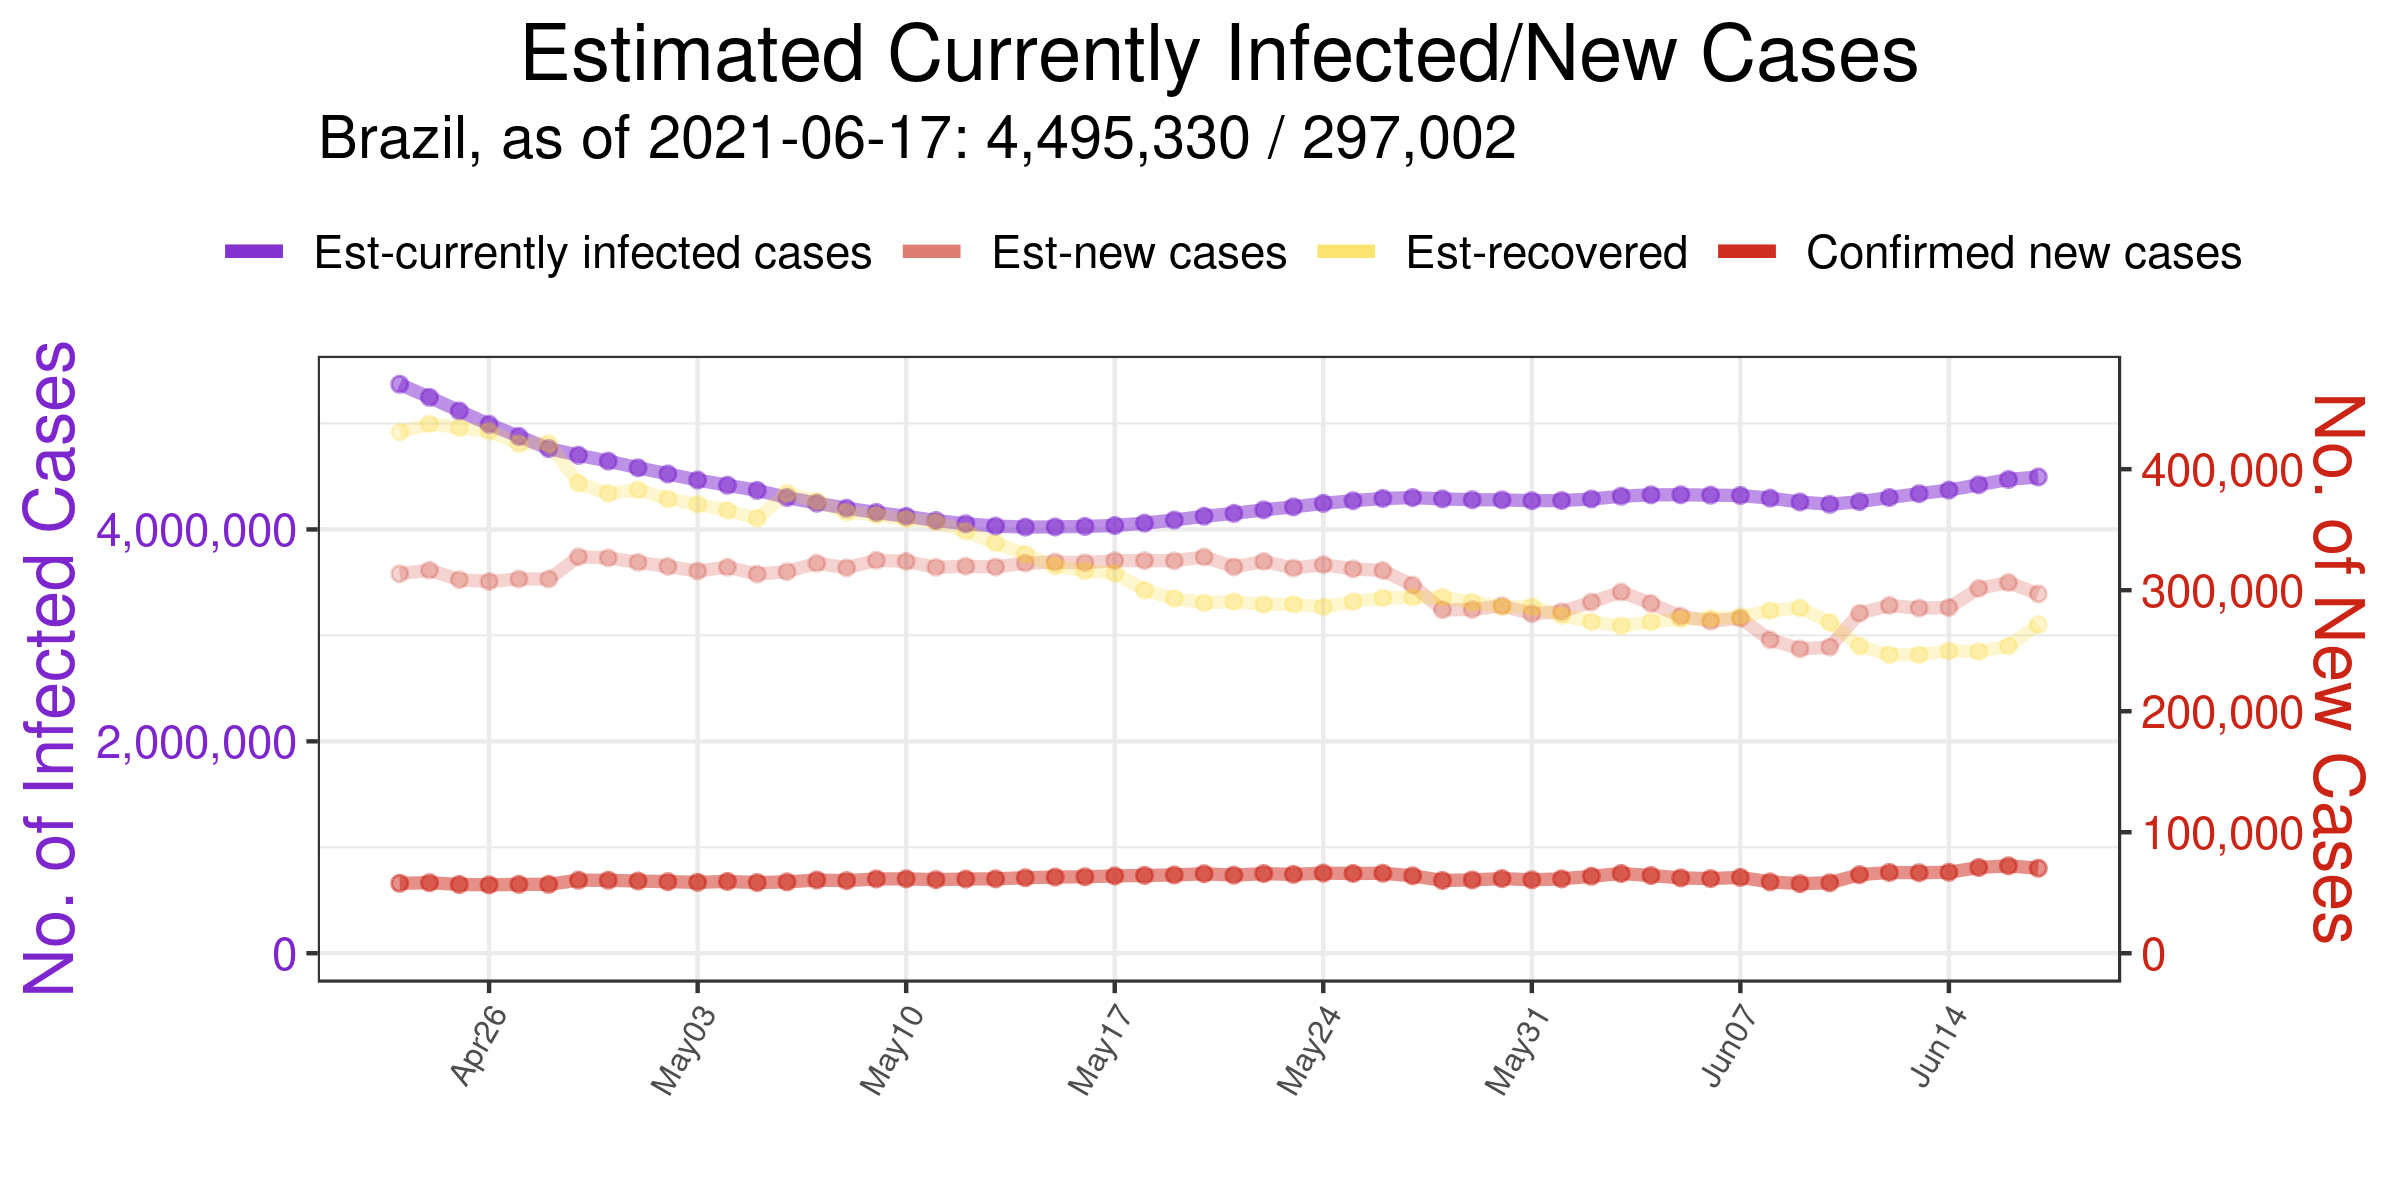 Estimated Currently Infected/New Cases
Brazil, as of 2021-06-17: 4,495,330 / 297,002
Est-currently infected cases Est-new cases Est-recovered Confirmed new cases
No. of Infected Cases
4,000,000
2,000,000
0
400,000
300,000
200,000
100,000
0
No. of New Cases
Apr26 May03 May10 May17 May24 May31 Jun07 Jun14